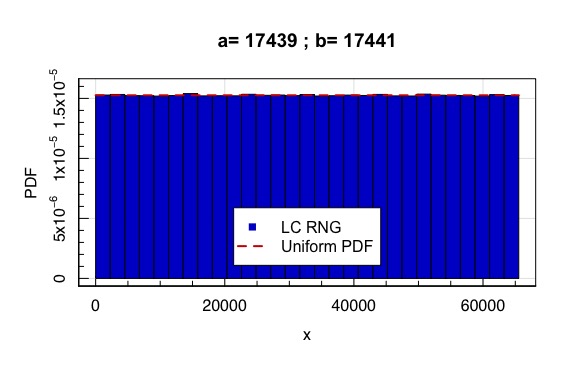 a= 17439 ; b= 17441
PDF
1.5x10⁻⁵
1x10⁻⁵
5x10⁻⁶
0
LC RNG
Uniform PDF
0 20000 40000 60000
x